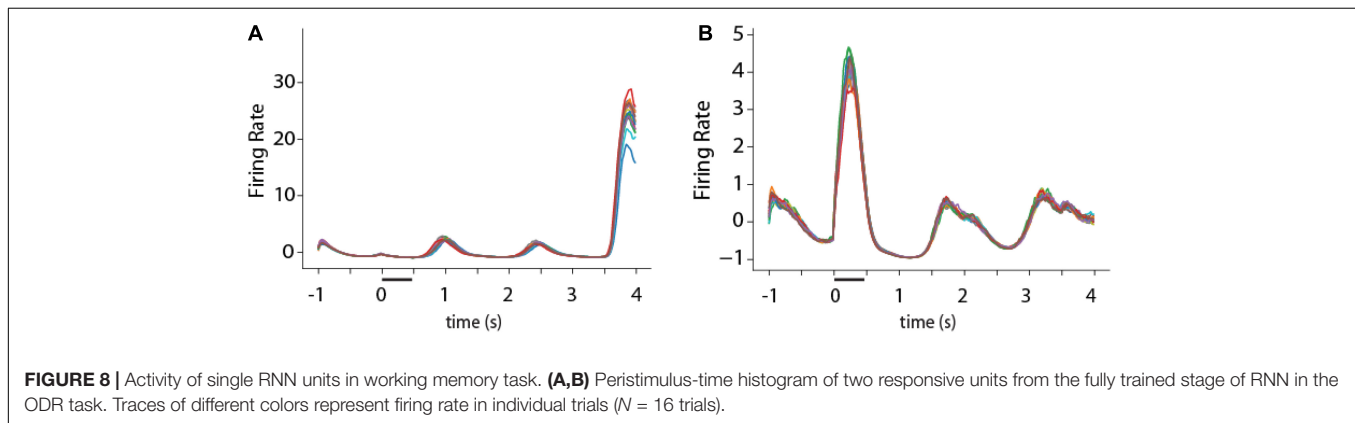 A
B
Firing Rate
30
20
10
0
-1 0 1 2 3 4
time (s)
Firing Rate
5
4
3
2
1
0
−1
-1 0 1 2 3 4
time (s)
FIGURE 8 | Activity of single RNN units in working memory task. (A,B) Peristimulus-time histogram of two responsive units from the fully trained stage of RNN in the
ODR task. Traces of different colors represent firing rate in individual trials (N = 16 trials).